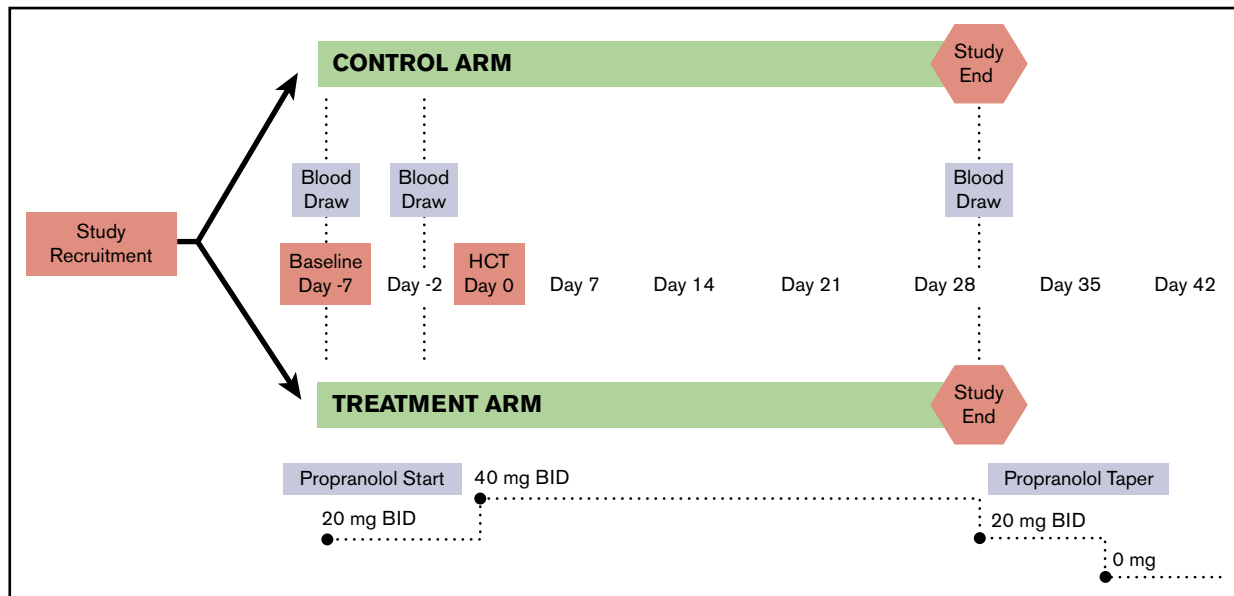 CONTROL ARM
Study
End
Blood
Draw
Blood
Draw
Blood
Draw
Study
Recruitment
Baseline
Day -7
Day -2
HCT
Day 0
Day 7
Day 14
Day 21
Day 28
Day 35
Day 42
TREATMENT ARM
Study
End
Propranolol Start
40 mg BID
Propranolol Taper
20 mg BID
20 mg BID
0 mg